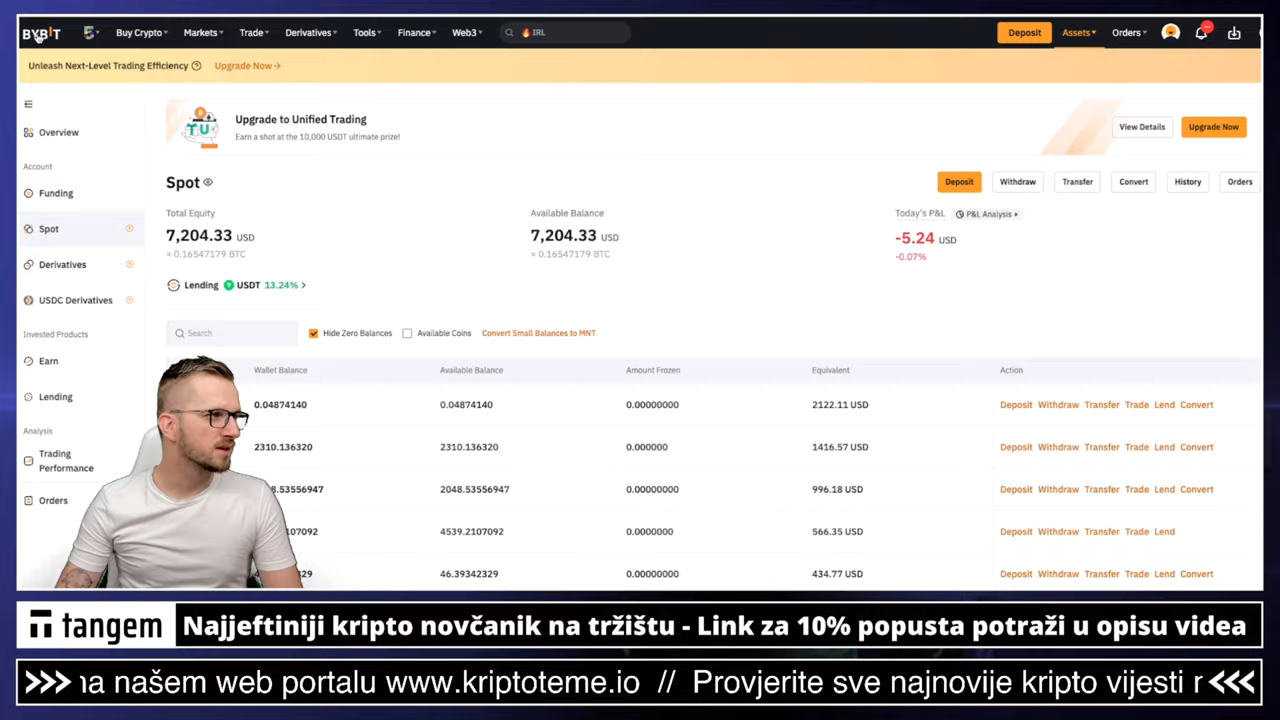 BYBIT Buy Crypto Markets Trade Derivatives Tools Finance Web3 IRL Deposit Assets Orders
Unleash Next-Level Trading Efficiency Upgrade Now
Upgrade to Unified Trading
Earn a shot at the 10,000 USDT ultimate prize!
View Details Upgrade Now
Overview
Account
Funding
Spot
Derivatives
USDC Derivatives
Invested Products
Earn
Lending
Analysis
Trading
Performance
Orders
Spot Deposit Withdraw Transfer Convert History Orders
Total Equity Available Balance Today's P&L P&L Analysis
7,204.33 USD 7,204.33 USD -5.24 USD
≈ 0.16547179 BTC ≈ 0.16547179 BTC -0.07%
Lending USDT 13.24%
Search Hide Zero Balances Available Coins Convert Small Balances to MNT
Wallet Balance Available Balance Amount Frozen Equivalent Action
0.04874140 0.04874140 0.00000000 2122.11 USD Deposit Withdraw Transfer Trade Lend Convert
2310.136320 2310.136320 0.000000 1416.57 USD Deposit Withdraw Transfer Trade Lend Convert
8.53556947 2048.53556947 0.00000000 996.18 USD Deposit Withdraw Transfer Trade Lend Convert
107092 4539.2107092 0.0000000 566.35 USD Deposit Withdraw Transfer Trade Lend
329 46.39342329 0.00000000 434.77 USD Deposit Withdraw Transfer Trade Lend Convert
tangem Najjeftiniji kripto novčanik na tržištu - Link za 10% popusta potraži u opisu videa
na našem web portalu www.kriptoteme.io // Provjerite sve najnovije kripto vijesti